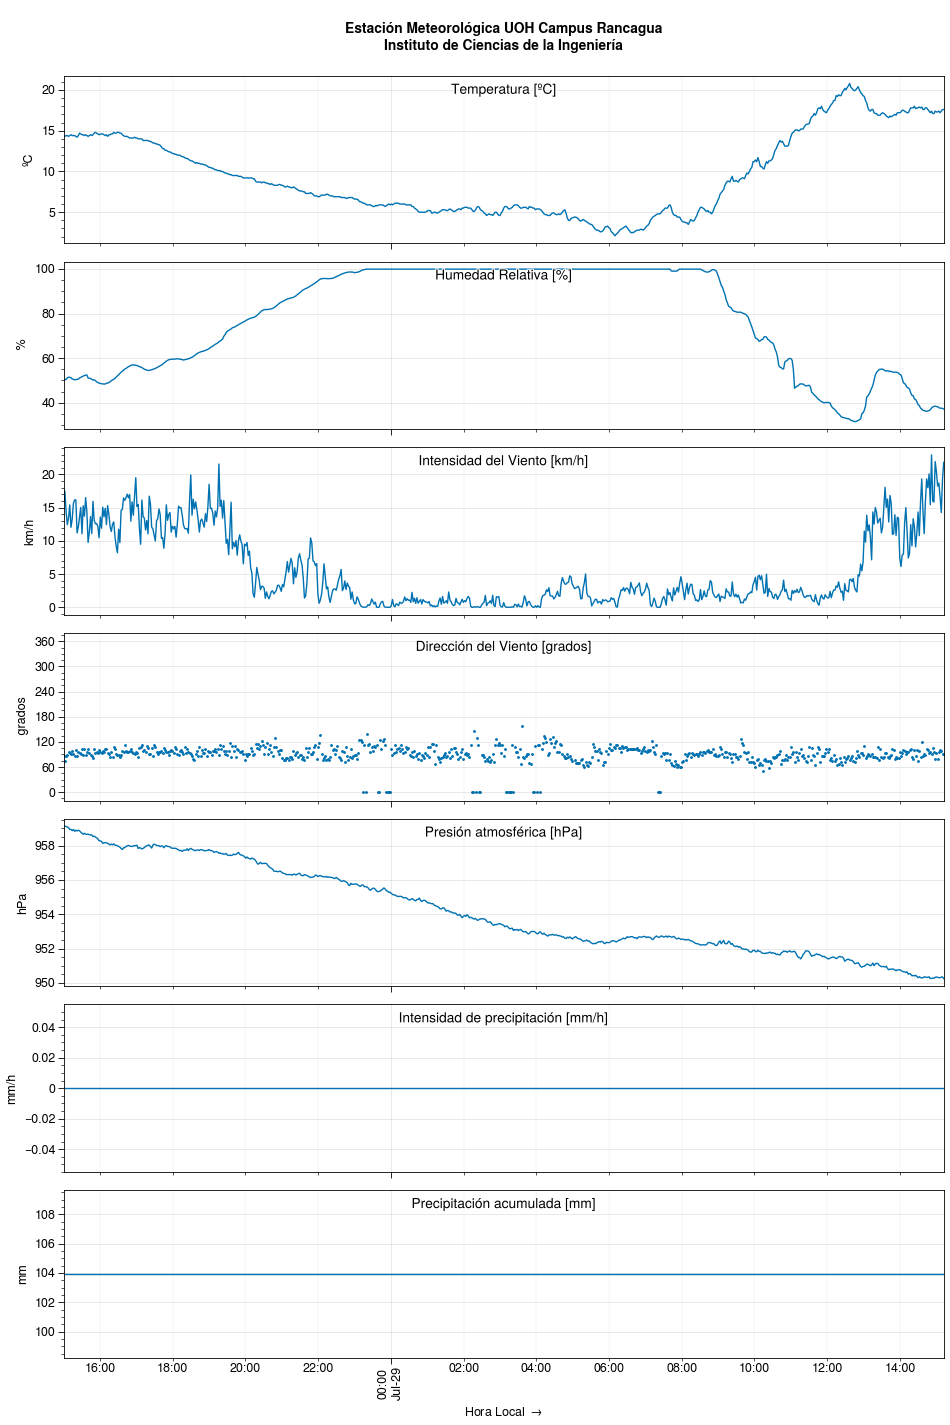 Estación Meteorológica UOH Campus Rancagua
Instituto de Ciencias de la Ingeniería
Temperatura [ºC]
ºC
20
15
10
5
Humedad Relativa [%]
%
100
80
60
40
Intensidad del Viento [km/h]
km/h
20
15
10
5
0
Dirección del Viento [grados]
grados
360
300
240
180
120
60
0
Presión atmosférica [hPa]
hPa
958
956
954
952
950
Intensidad de precipitación [mm/h]
mm/h
0.04
0.02
0
−0.02
−0.04
Precipitación acumulada [mm]
mm
108
106
104
102
100
16:00 18:00 20:00 22:00 00:00 02:00 04:00 06:00 08:00 10:00 12:00 14:00
Jul-29
Hora Local →